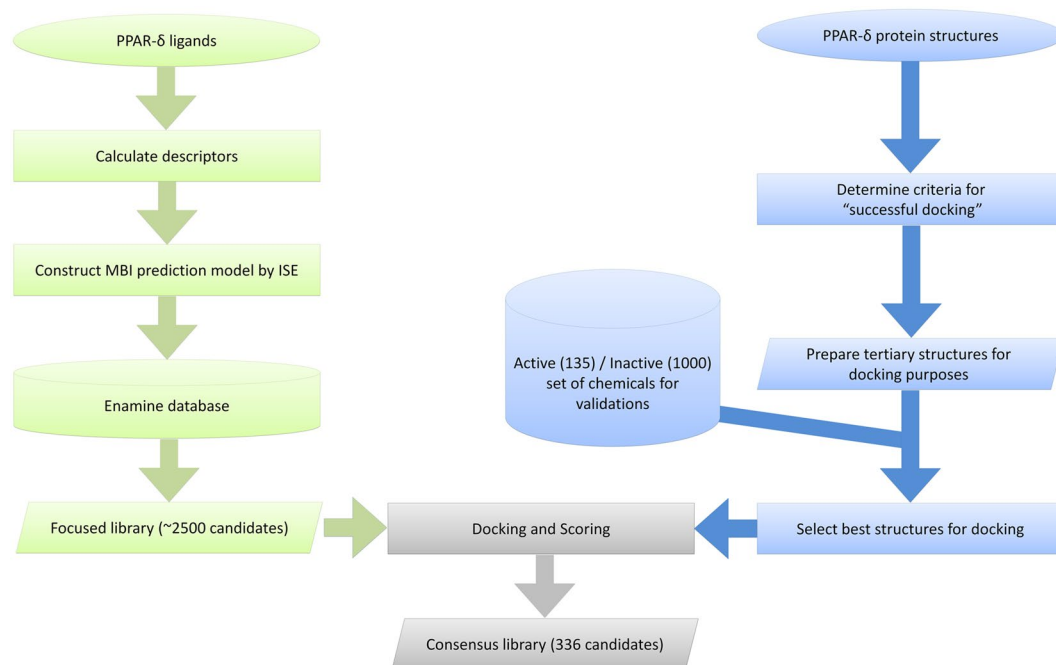 PPAR-δ ligands
Calculate descriptors
Construct MBI prediction model by ISE
Enamine database
Focused library (~2500 candidates)
PPAR-δ protein structures
Determine criteria for
“successful docking”
Prepare tertiary structures for
docking purposes
Active (135) / Inactive (1000)
set of chemicals for
validations
Select best structures for docking
Docking and Scoring
Consensus library (336 candidates)